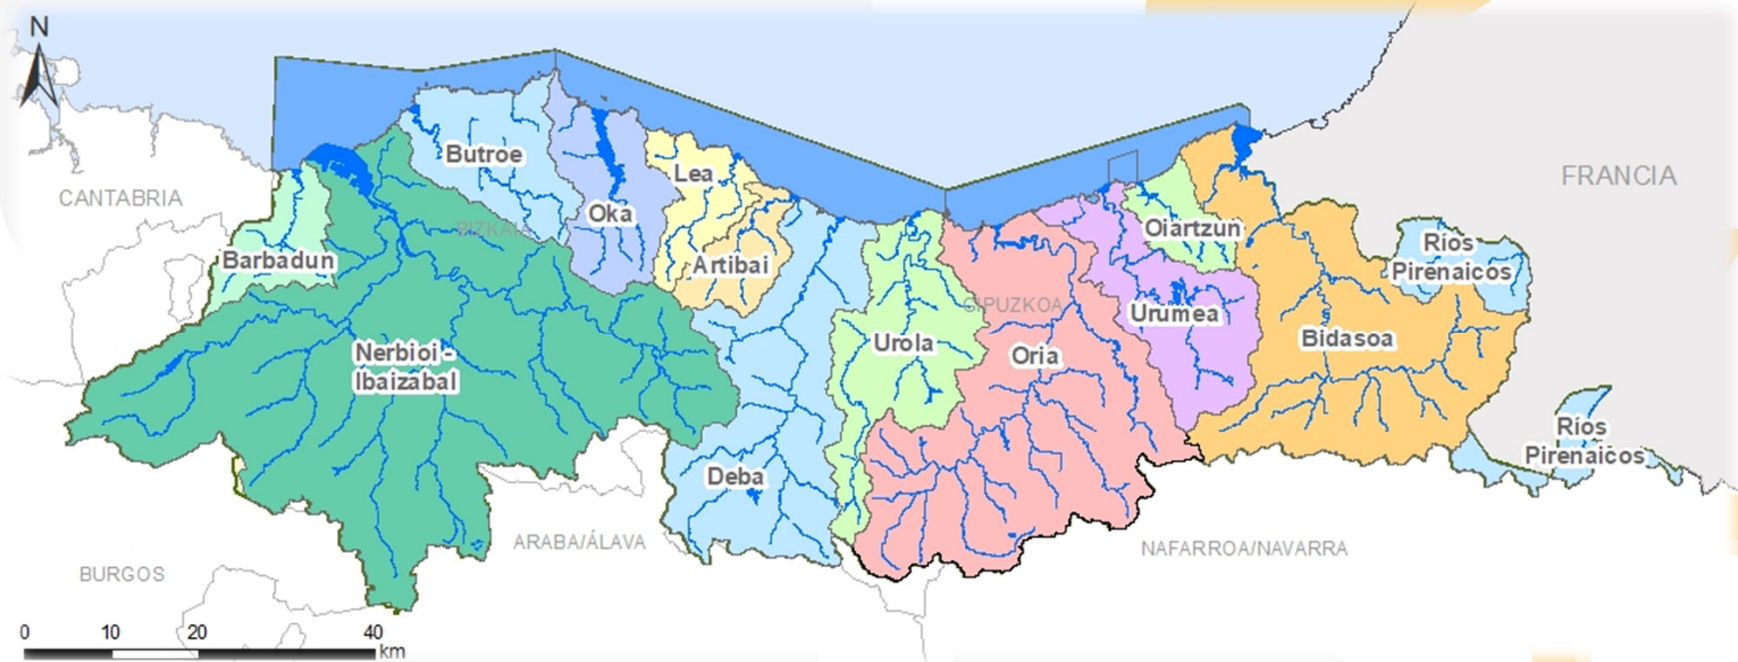 N
CANTABRIA
FRANCIA
Butroe
Lea
Oka
BIZKAIA
Barbadun
Artibai
Oiartzun
Ríos
Pirenaicos
GIPUZKOA
Urumea
Nerbioi -
Ibaizabal
Urola
Oria
Bidasoa
Ríos
Pirenaicos
Deba
ARABA/ÁLAVA
NAFARROA/NAVARRA
BURGOS
0 10 20 40
km